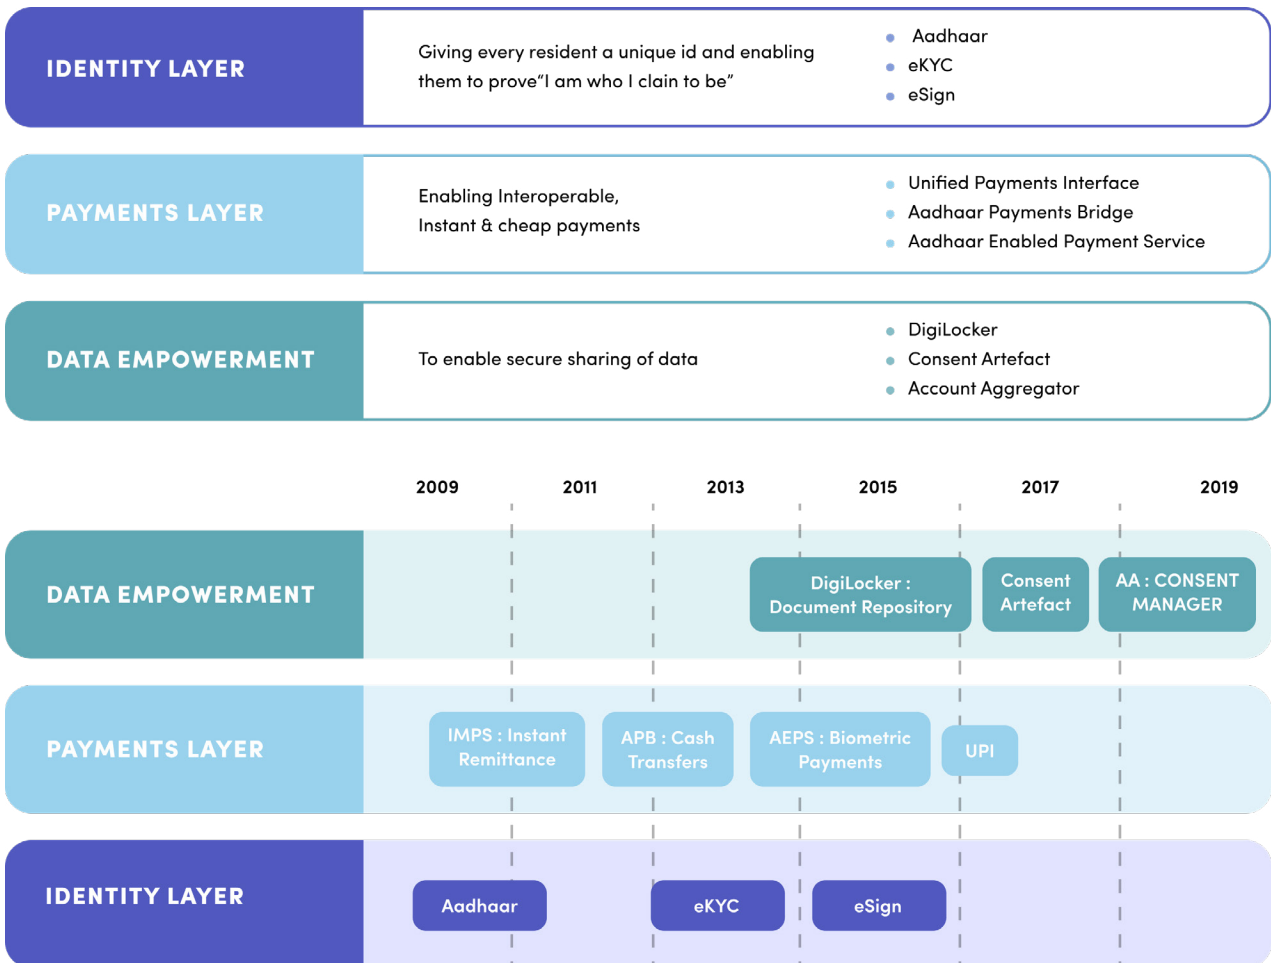 IDENTITY LAYER
Giving every resident a unique id and enabling
them to prove“I am who I clain to be”
Aadhaar
eKYC
eSign
PAYMENTS LAYER
Enabling Interoperable,
Instant & cheap payments
Unified Payments Interface
Aadhaar Payments Bridge
Aadhaar Enabled Payment Service
DATA EMPOWERMENT
To enable secure sharing of data
DigiLocker
Consent Artefact
Account Aggregator
2009 2011 2013 2015 2017 2019
DATA EMPOWERMENT
DigiLocker :
Document Repository
Consent
Artefact
AA : CONSENT
MANAGER
PAYMENTS LAYER
IMPS : Instant
Remittance
APB : Cash
Transfers
AEPS : Biometric
Payments
UPI
IDENTITY LAYER
Aadhaar
eKYC
eSign